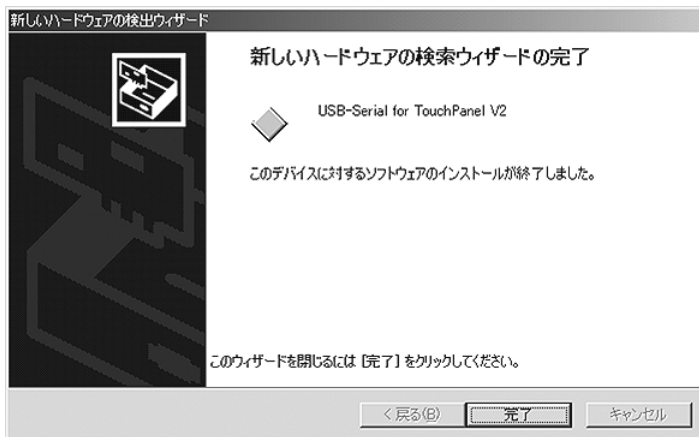 新しいハードウェアの検出ウィザード
新しいハードウェアの検索ウィザードの完了
USB-Serial for TouchPanel V2
このデバイスに対するソフトウェアのインストールが終了しました。
このウィザードを閉じるには [完了] をクリックしてください。
< 戻る(B)
完了
キャンセル